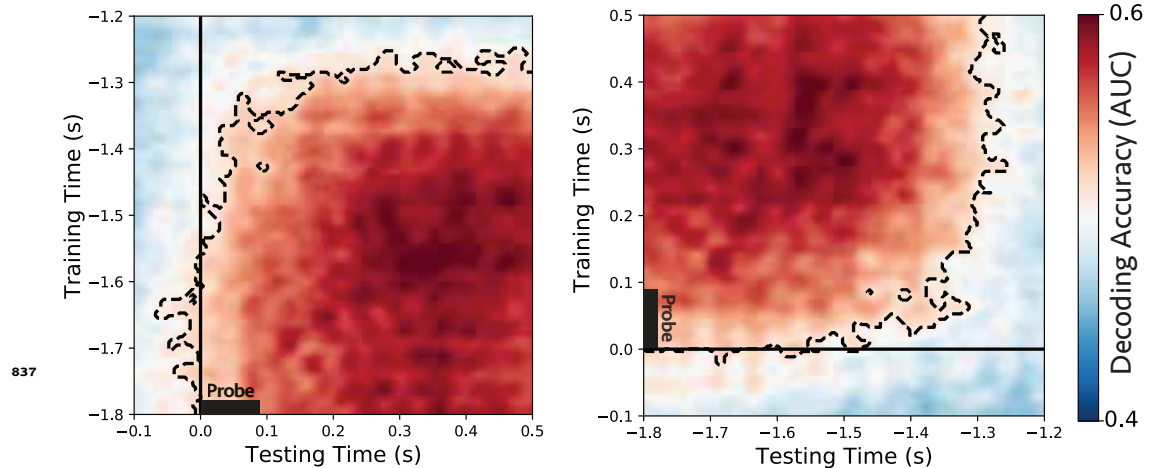 837
Training Time (s)
−1.2
−1.3
−1.4
−1.5
−1.6
−1.7
−1.8
Probe
−0.1 0.0 0.1 0.2 0.3 0.4 0.5
Testing Time (s)
Training Time (s)
0.5
0.4
0.3
0.2
0.1
0.0
−0.1
Probe
−1.8 −1.7 −1.6 −1.5 −1.4 −1.3 −1.2
Testing Time (s)
0.6
Decoding Accuracy (AUC)
0.4